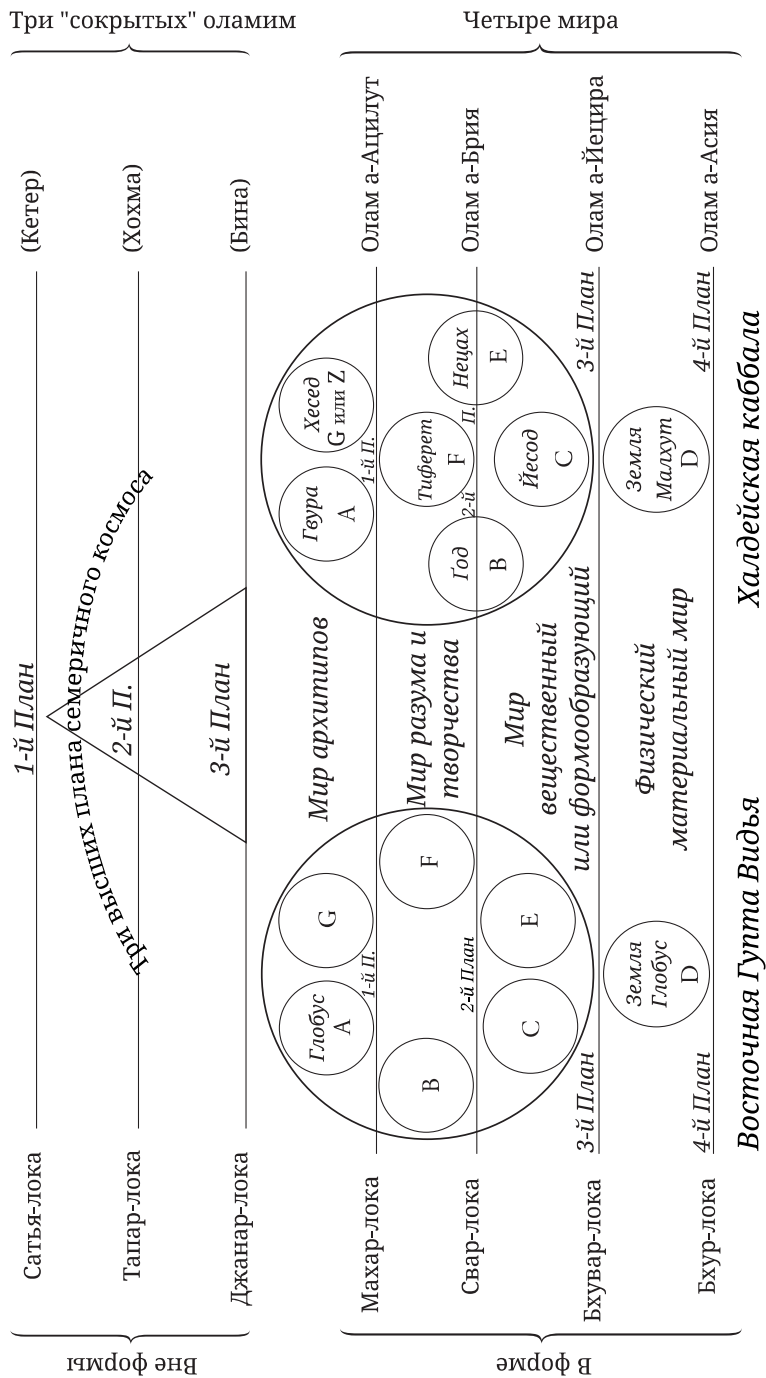 Три "сокрытых" оламим
Четыре мира
(Кетер)
(Хохма)
(Бина)
Олам а-Ацилут
Олам а-Брия
Олам а-Йецира
Олам а-Асия
1-й План
2-й П.
3-й План
Три высших плана семеричного космоса
Мир архитипов
Мир разума и
творчества
Мир
вещественный
или формообразующий
Физический
материальный мир
Хесед
G или Z
Гвура
A
1-й П.
Тиферет
F
Нецах
E
2-й
П.
Год
B
Йесод
C
3-й План
Земля
Малхут
D
4-й План
Халдейская каббала
G
Глобус
A
1-й П.
F
B
2-й План
E
C
3-й План
Земля
Глобус
D
4-й План
Восточная Гупта Видья
Сатья-лока
Тапар-лока
Джанар-лока
Махар-лока
Свар-лока
Бхувар-лока
Бхур-лока
Вне формы
В форме